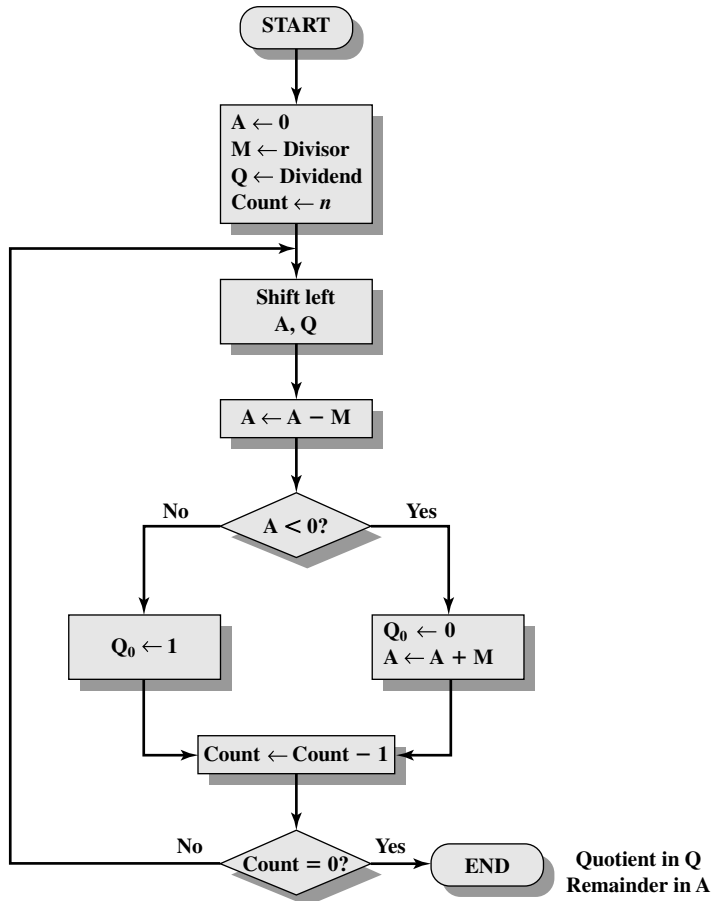 START
A ← 0
M ← Divisor
Q ← Dividend
Count ← n
Shift left
A, Q
A ← A − M
No
A < 0?
Yes
Q₀ ← 1
Q₀ ← 0
A ← A + M
Count ← Count − 1
No
Count = 0?
Yes
END
Quotient in Q
Remainder in A